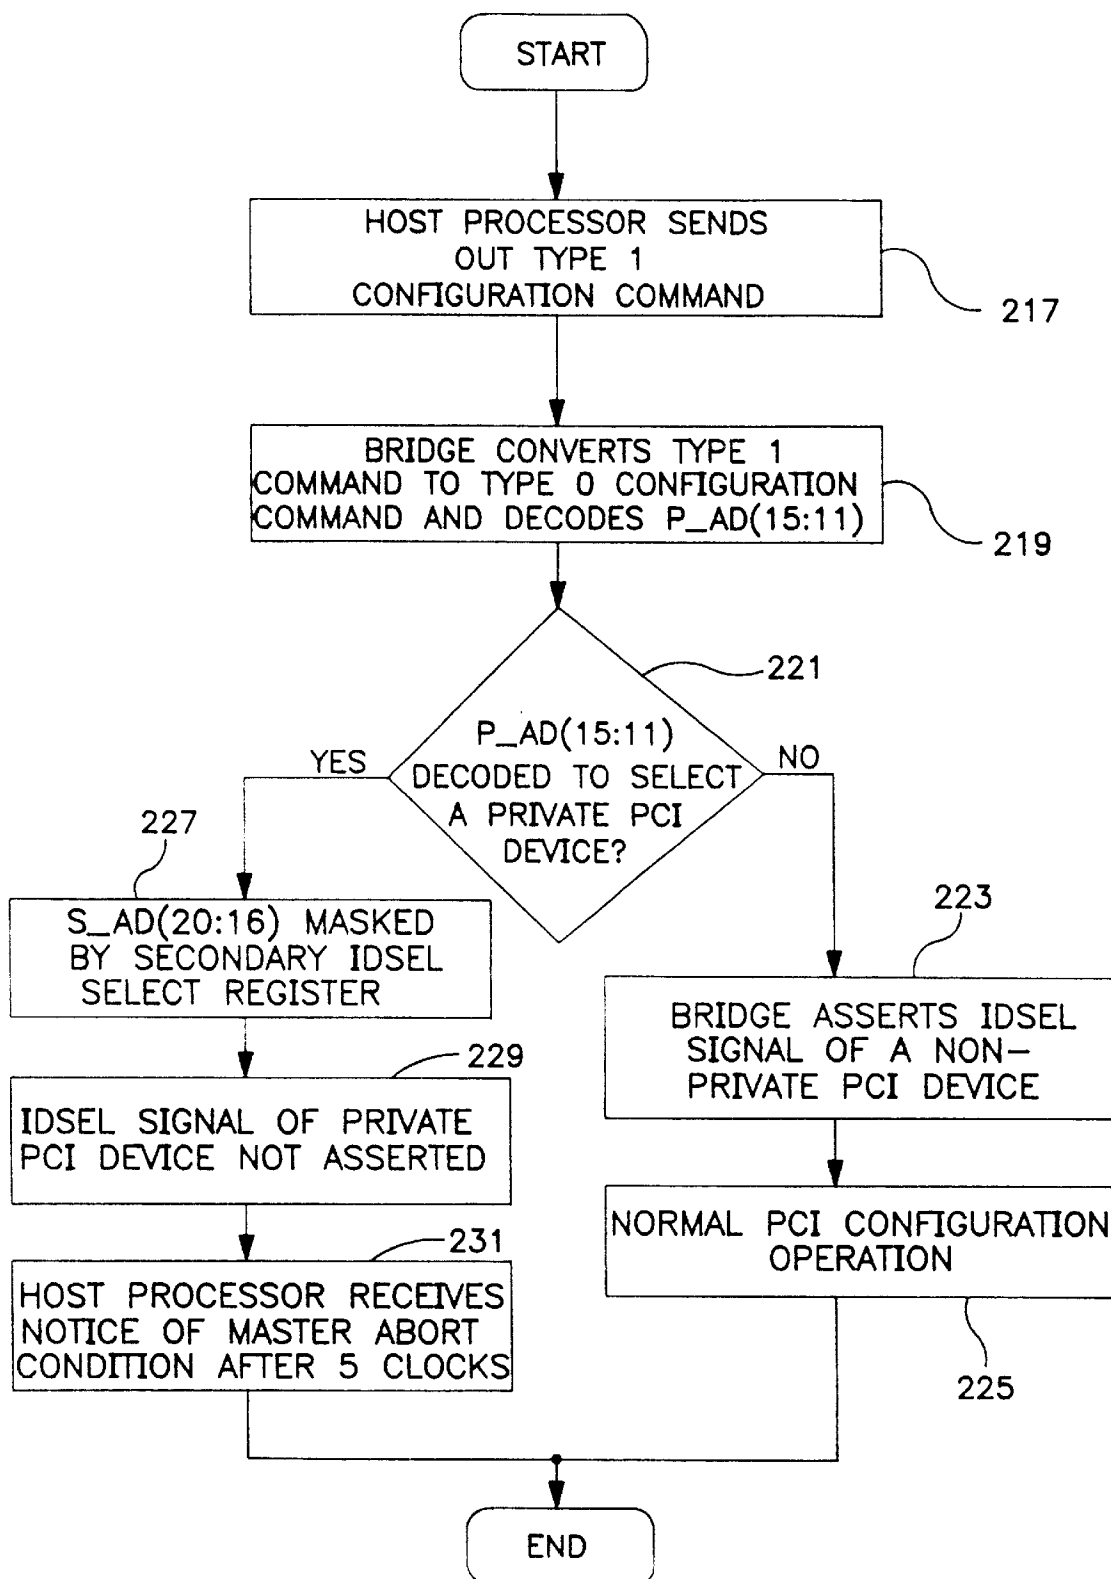 START
HOST PROCESSOR SENDS
OUT TYPE 1
CONFIGURATION COMMAND
217
BRIDGE CONVERTS TYPE 1
COMMAND TO TYPE 0 CONFIGURATION
COMMAND AND DECODES P_AD(15:11)
219
221
P_AD(15:11)
DECODED TO SELECT
A PRIVATE PCI
DEVICE?
YES
NO
227
S_AD(20:16) MASKED
BY SECONDARY IDSEL
SELECT REGISTER
223
BRIDGE ASSERTS IDSEL
SIGNAL OF A NON-
PRIVATE PCI DEVICE
229
IDSEL SIGNAL OF PRIVATE
PCI DEVICE NOT ASSERTED
NORMAL PCI CONFIGURATION
OPERATION
225
231
HOST PROCESSOR RECEIVES
NOTICE OF MASTER ABORT
CONDITION AFTER 5 CLOCKS
END